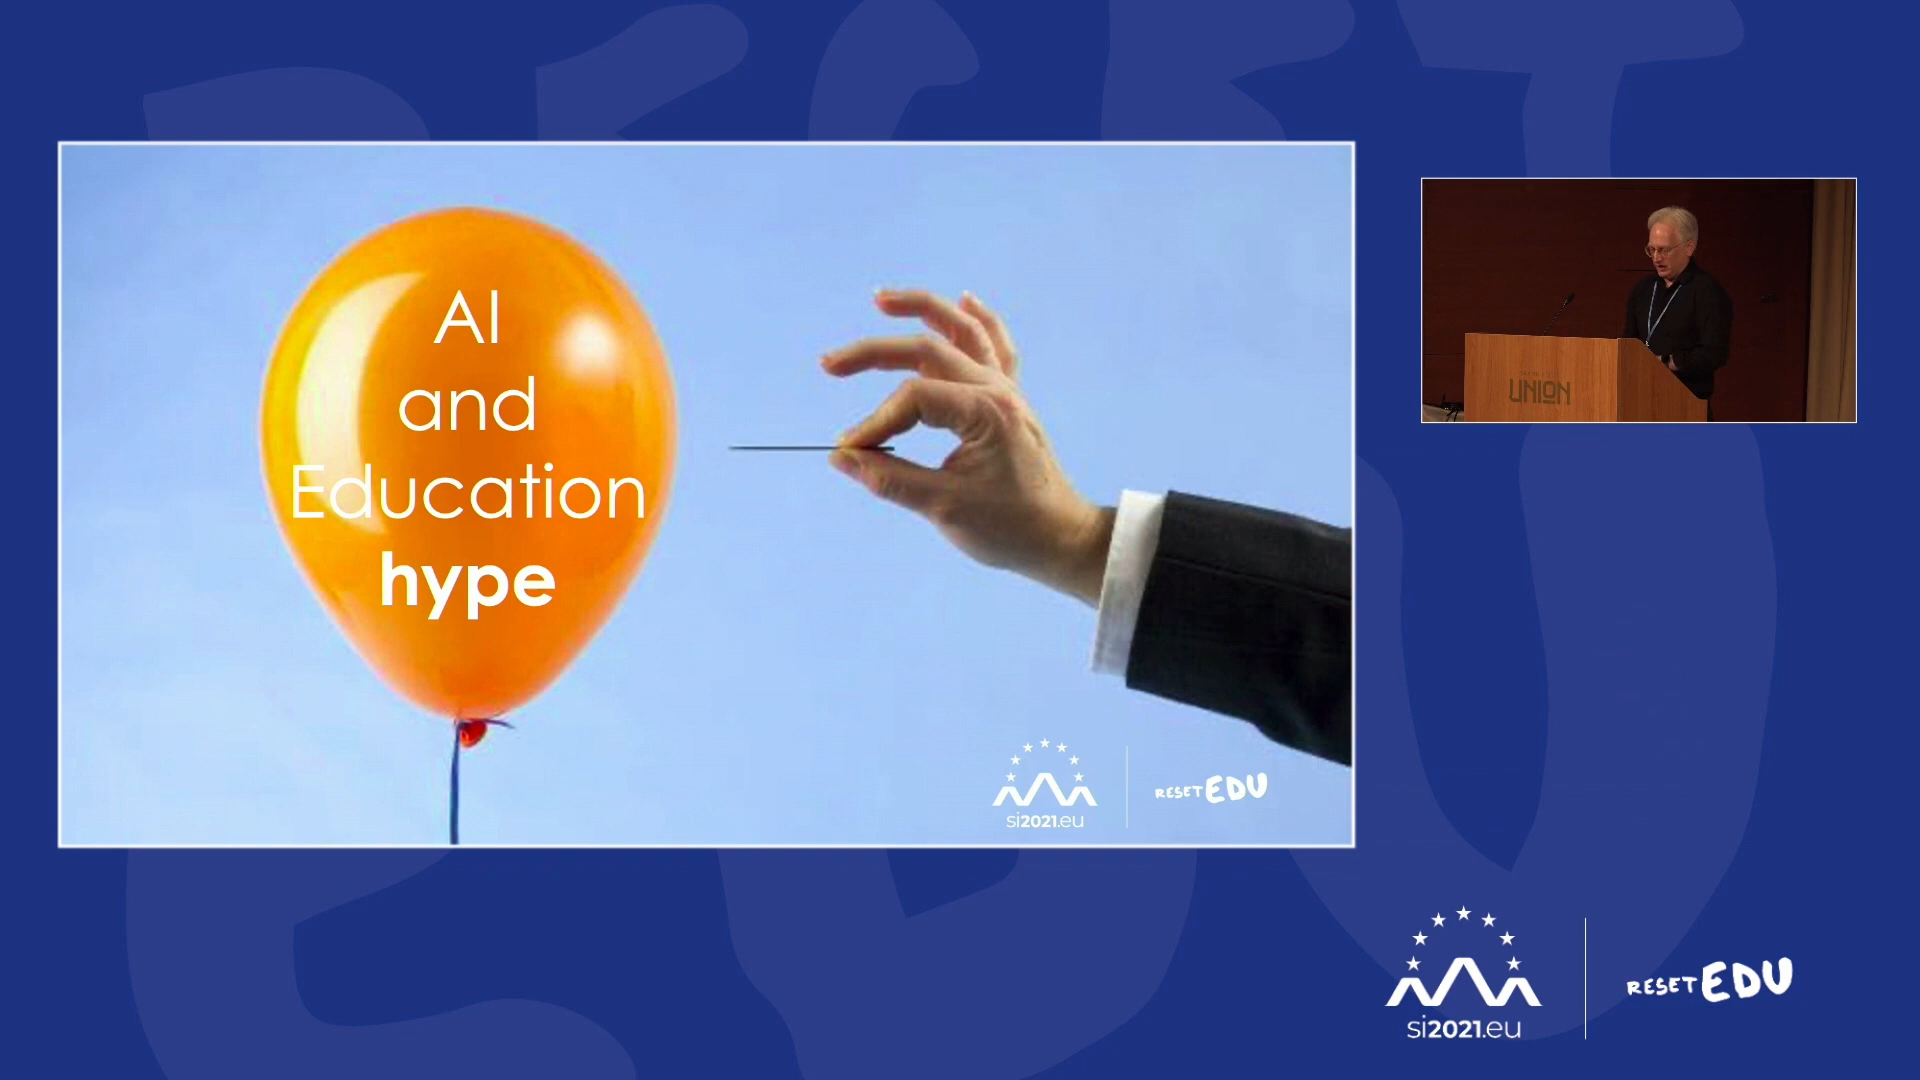 AI
and
Education
hype
si2021.eu
RESET EDU
UNION
si2021.eu
RESET EDU